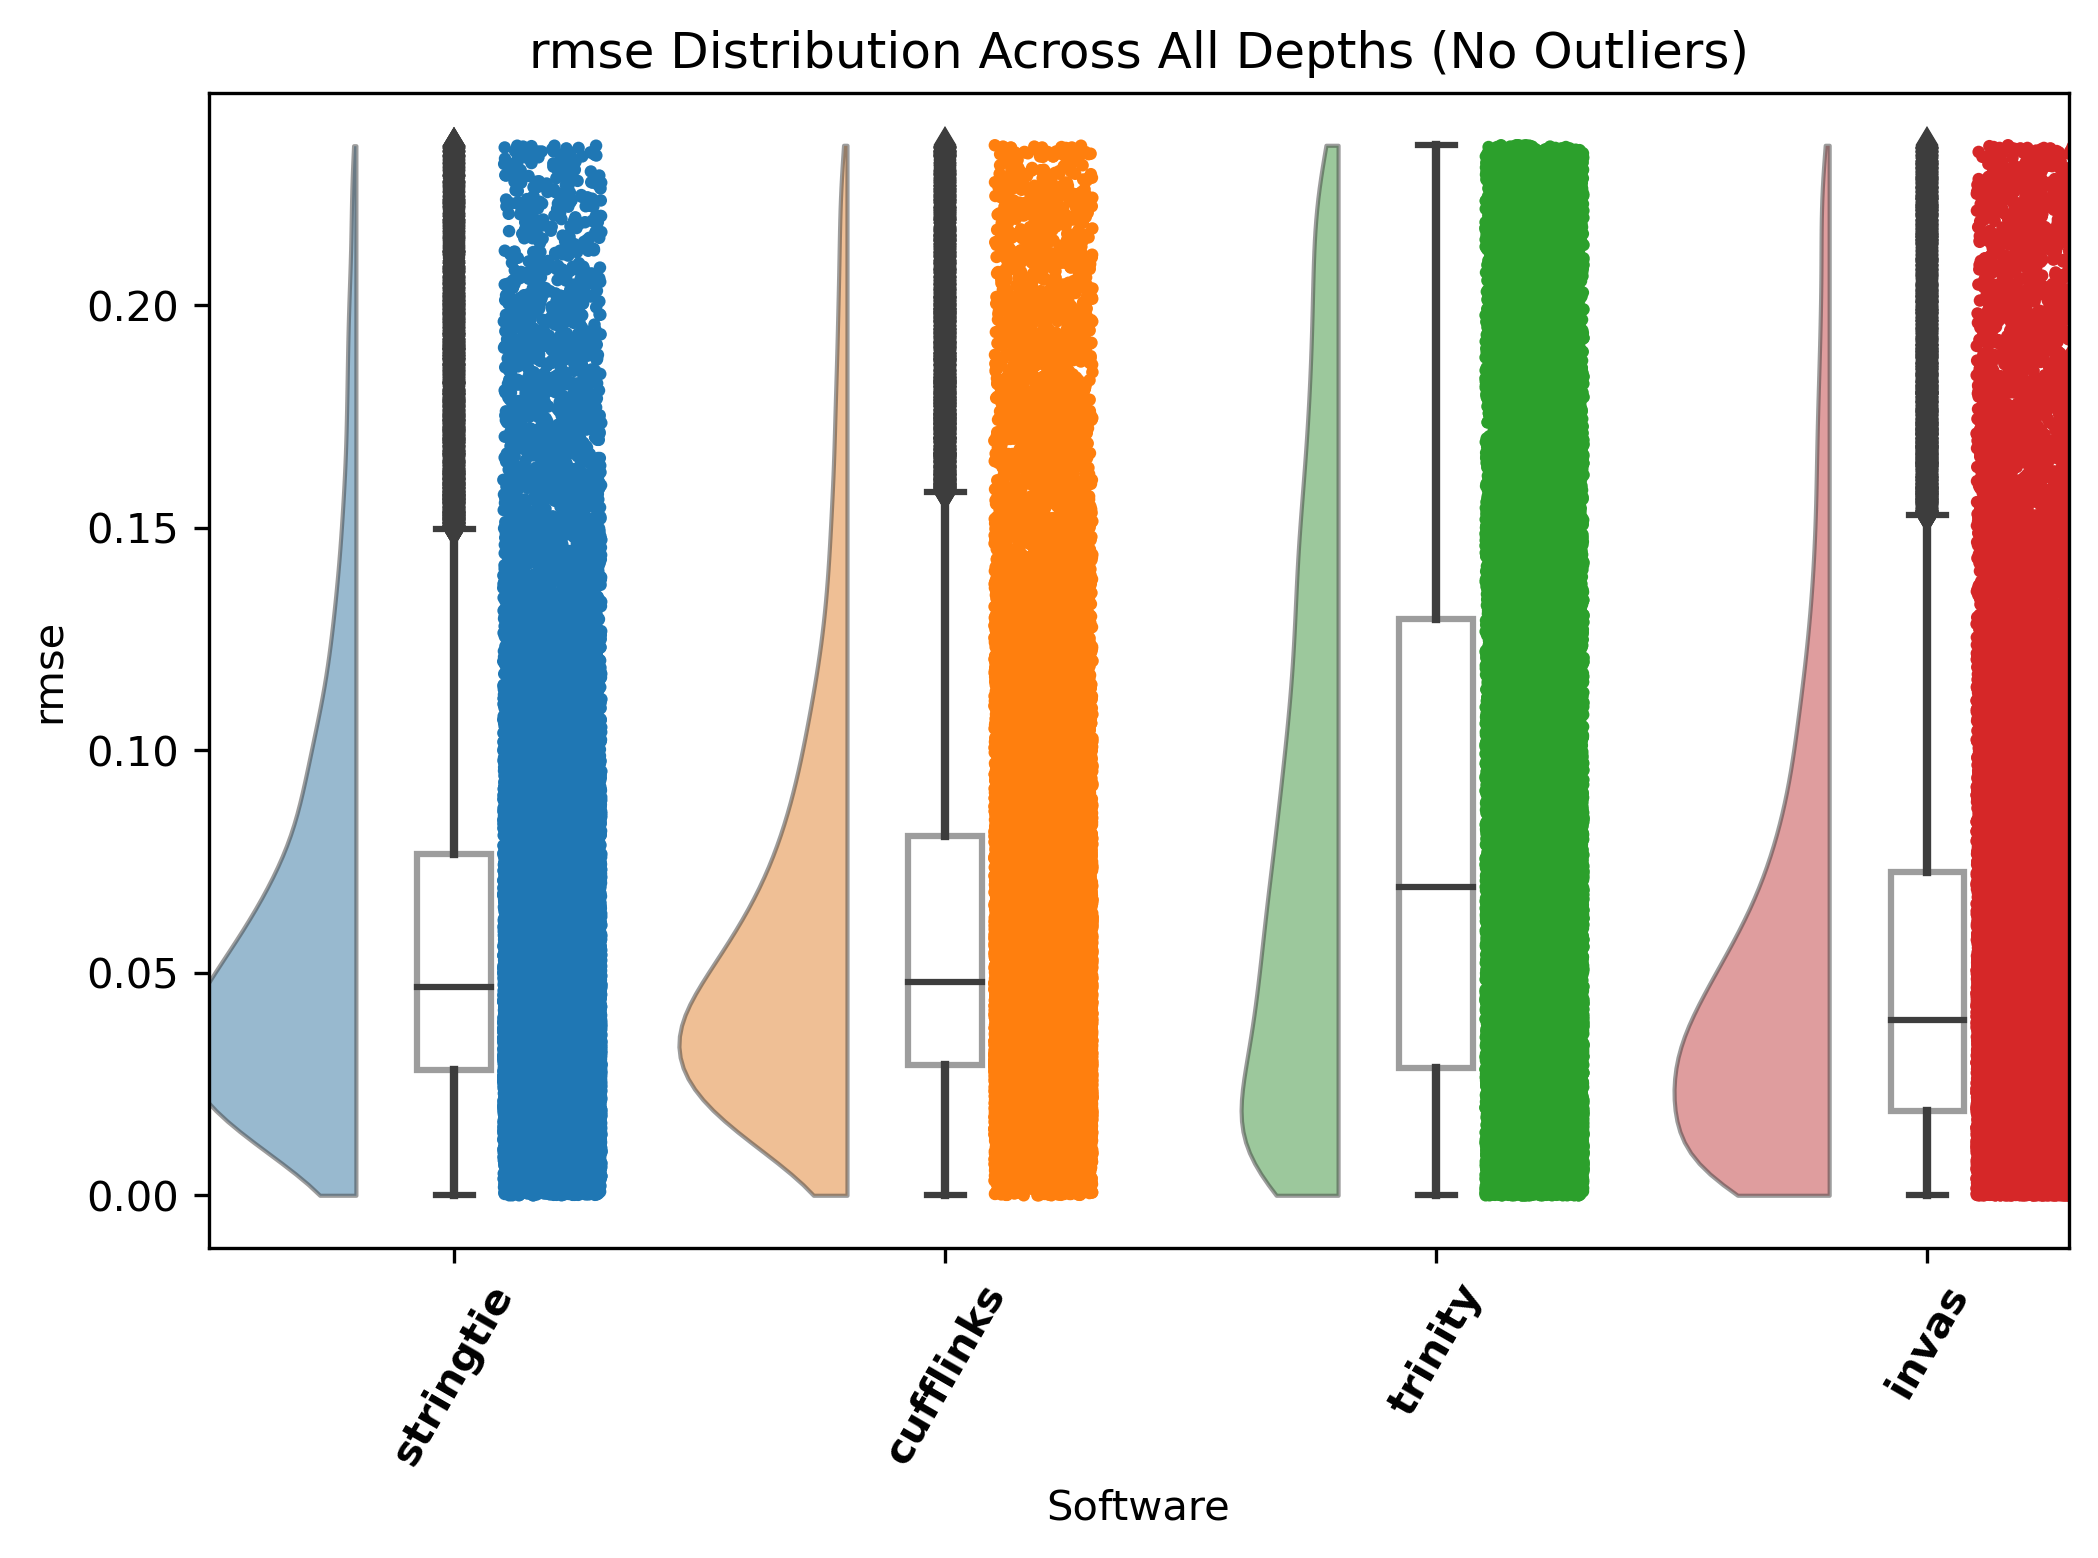 rmse Distribution Across All Depths (No Outliers)
rmse
0.20
0.15
0.10
0.05
0.00
stringtie
cufflinks
trinity
invas
Software